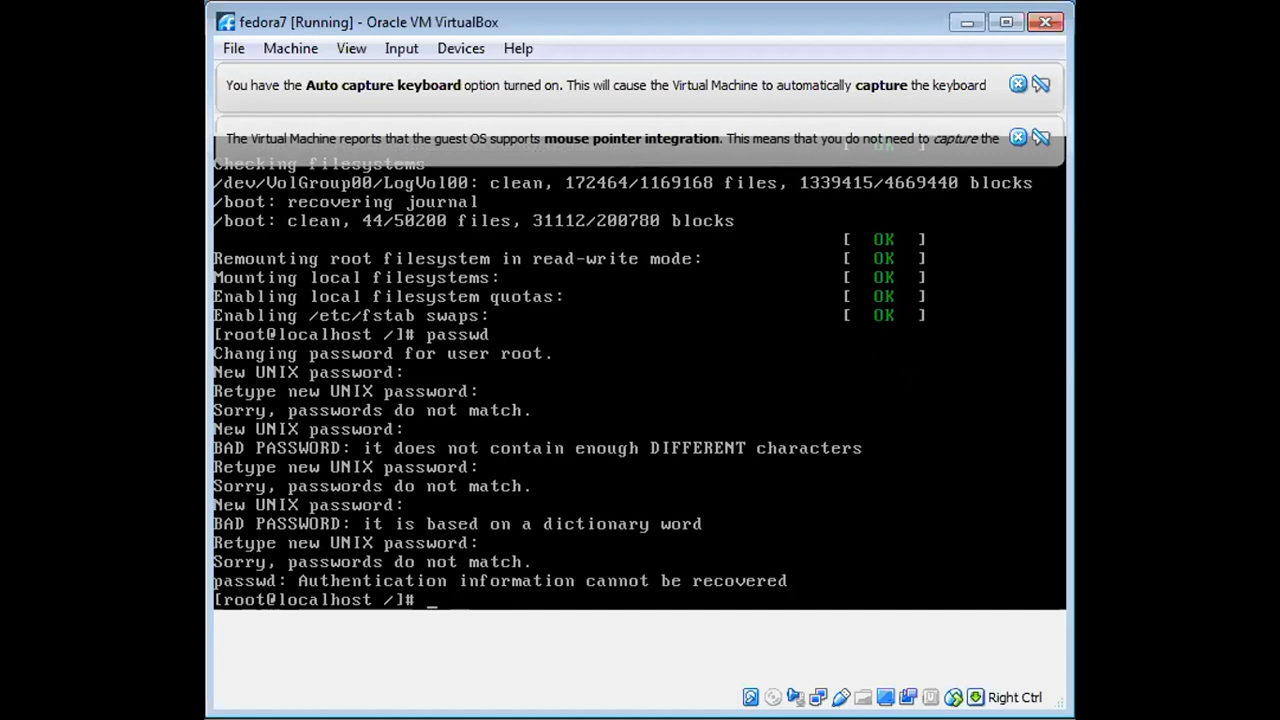 fedora7 [Running] - Oracle VM VirtualBox
File Machine View Input Devices Help
You have the Auto capture keyboard option turned on. This will cause the Virtual Machine to automatically capture the keyboard
The Virtual Machine reports that the guest OS supports mouse pointer integration. This means that you do not need to capture the
Checking filesystems
/dev/VolGroup00/LogVol00: clean, 172464/1169168 files, 1339415/4669440 blocks
/boot: recovering journal
/boot: clean, 44/50200 files, 31112/200780 blocks
[ OK ]
Remounting root filesystem in read-write mode: [ OK ]
Mounting local filesystems: [ OK ]
Enabling local filesystem quotas: [ OK ]
Enabling /etc/fstab swaps: [ OK ]
[root@localhost /]# passwd
Changing password for user root.
New UNIX password:
Retype new UNIX password:
Sorry, passwords do not match.
New UNIX password:
BAD PASSWORD: it does not contain enough DIFFERENT characters
Retype new UNIX password:
Sorry, passwords do not match.
New UNIX password:
BAD PASSWORD: it is based on a dictionary word
Retype new UNIX password:
Sorry, passwords do not match.
passwd: Authentication information cannot be recovered
[root@localhost /]# _
Right Ctrl